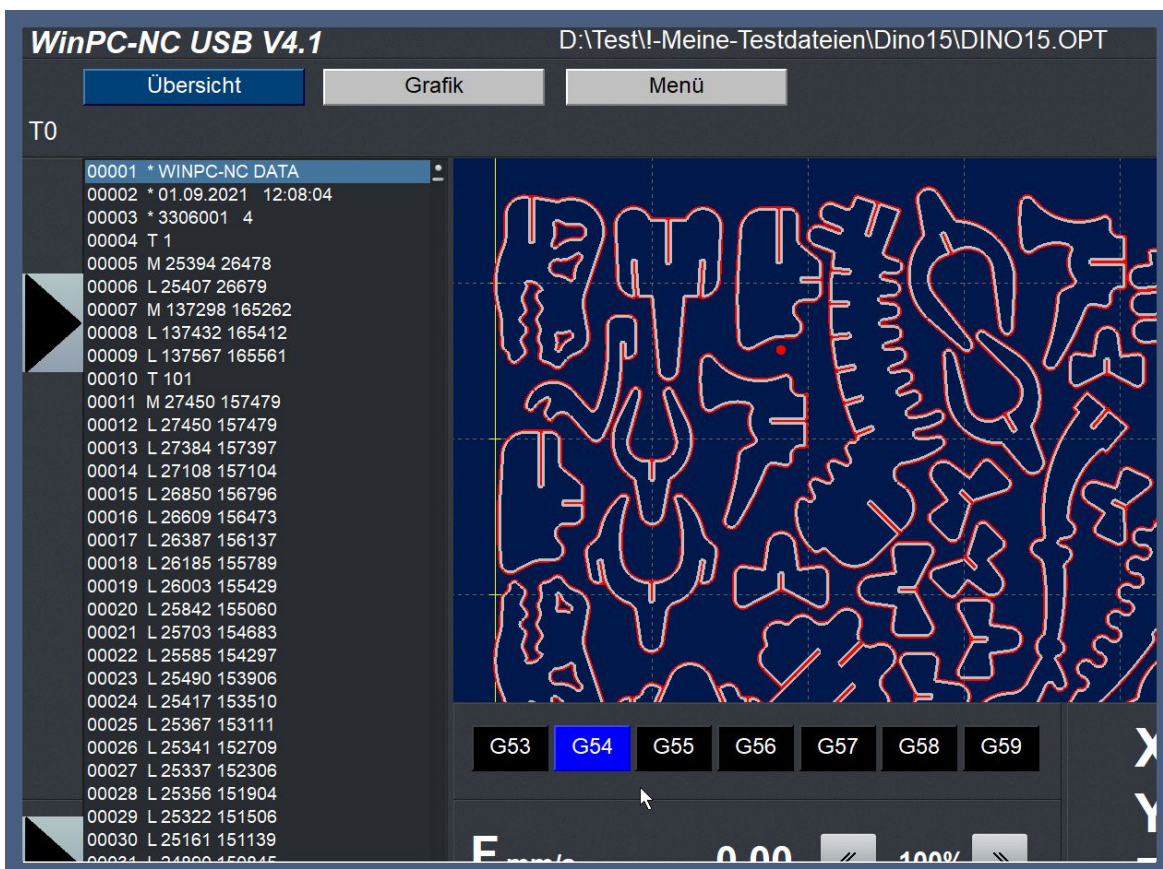 WinPC-NC USB V4.1
D:\Test\!-Meine-Testdateien\Dino15\DINO15.OPT
Übersicht
Grafik
Menü
T0
00001 * WINPC-NC DATA
00002 * 01.09.2021 12:08:04
00003 * 3306001 4
00004 T 1
00005 M 25394 26478
00006 L 25407 26679
00007 M 137298 165262
00008 L 137432 165412
00009 L 137567 165561
00010 T 101
00011 M 27450 157479
00012 L 27450 157479
00013 L 27384 157397
00014 L 27108 157104
00015 L 26850 156796
00016 L 26609 156473
00017 L 26387 156137
00018 L 26185 155789
00019 L 26003 155429
00020 L 25842 155060
00021 L 25703 154683
00022 L 25585 154297
00023 L 25490 153906
00024 L 25417 153510
00025 L 25367 153111
00026 L 25341 152709
00027 L 25337 152306
00028 L 25356 151904
00029 L 25322 151506
00030 L 25161 151139
G53
G54
G55
G56
G57
G58
G59
X
Y
F
0.00
100%